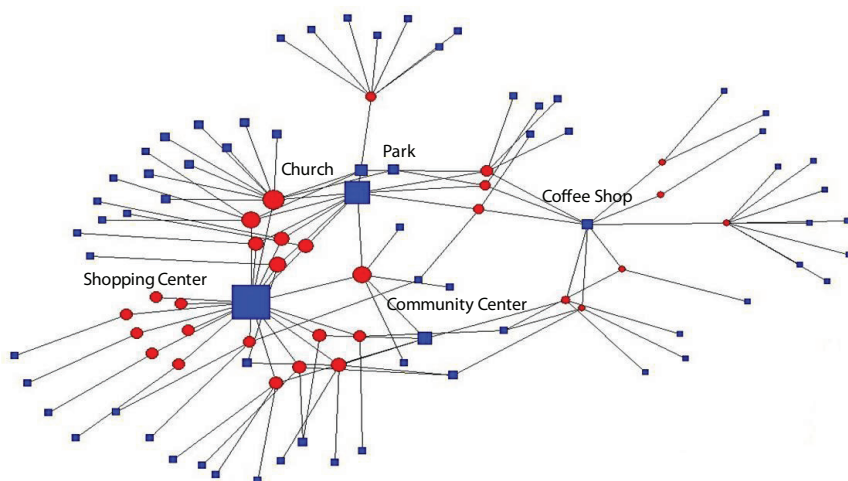 Park
Church
Coffee Shop
Shopping Center
Community Center